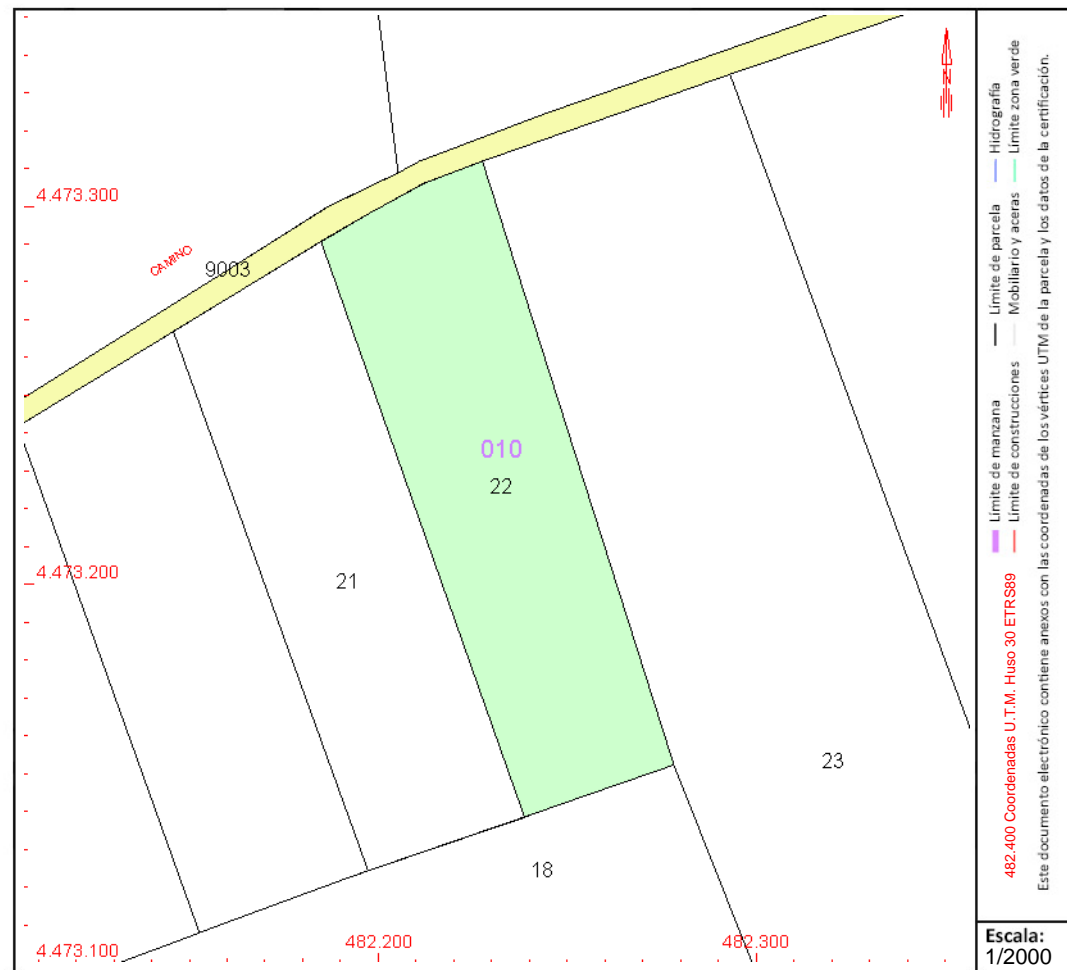 4.473.300
CAMINO
9003
010
22
4.473.200
21
23
18
4.473.100
482.200
482.300
N
Límite de manzana
Límite de construcciones
Límite de parcela
Mobiliario y aceras
Hidrografía
Límite zona verde
482.400 Coordenadas U.T.M. Huso 30 ETRS89
Este documento electrónico contiene anexos con las coordenadas de los vértices UTM de la parcela y los datos de la certificación.
Escala:
1/2000